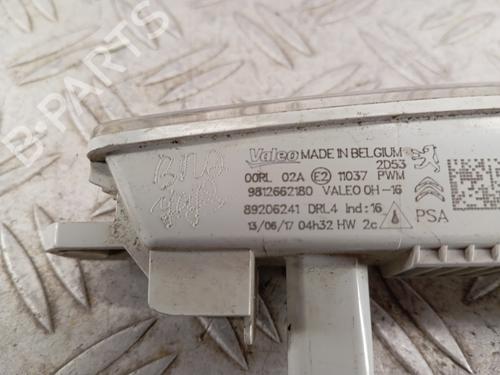 Valeo MADE IN BELGIUM
2D53
00RL 02A E2 11037 PWM
9812662180 VALEO 0H-16
89206241 DRL4 Ind:16
PSA
13/06/17 04h32 HW 2c